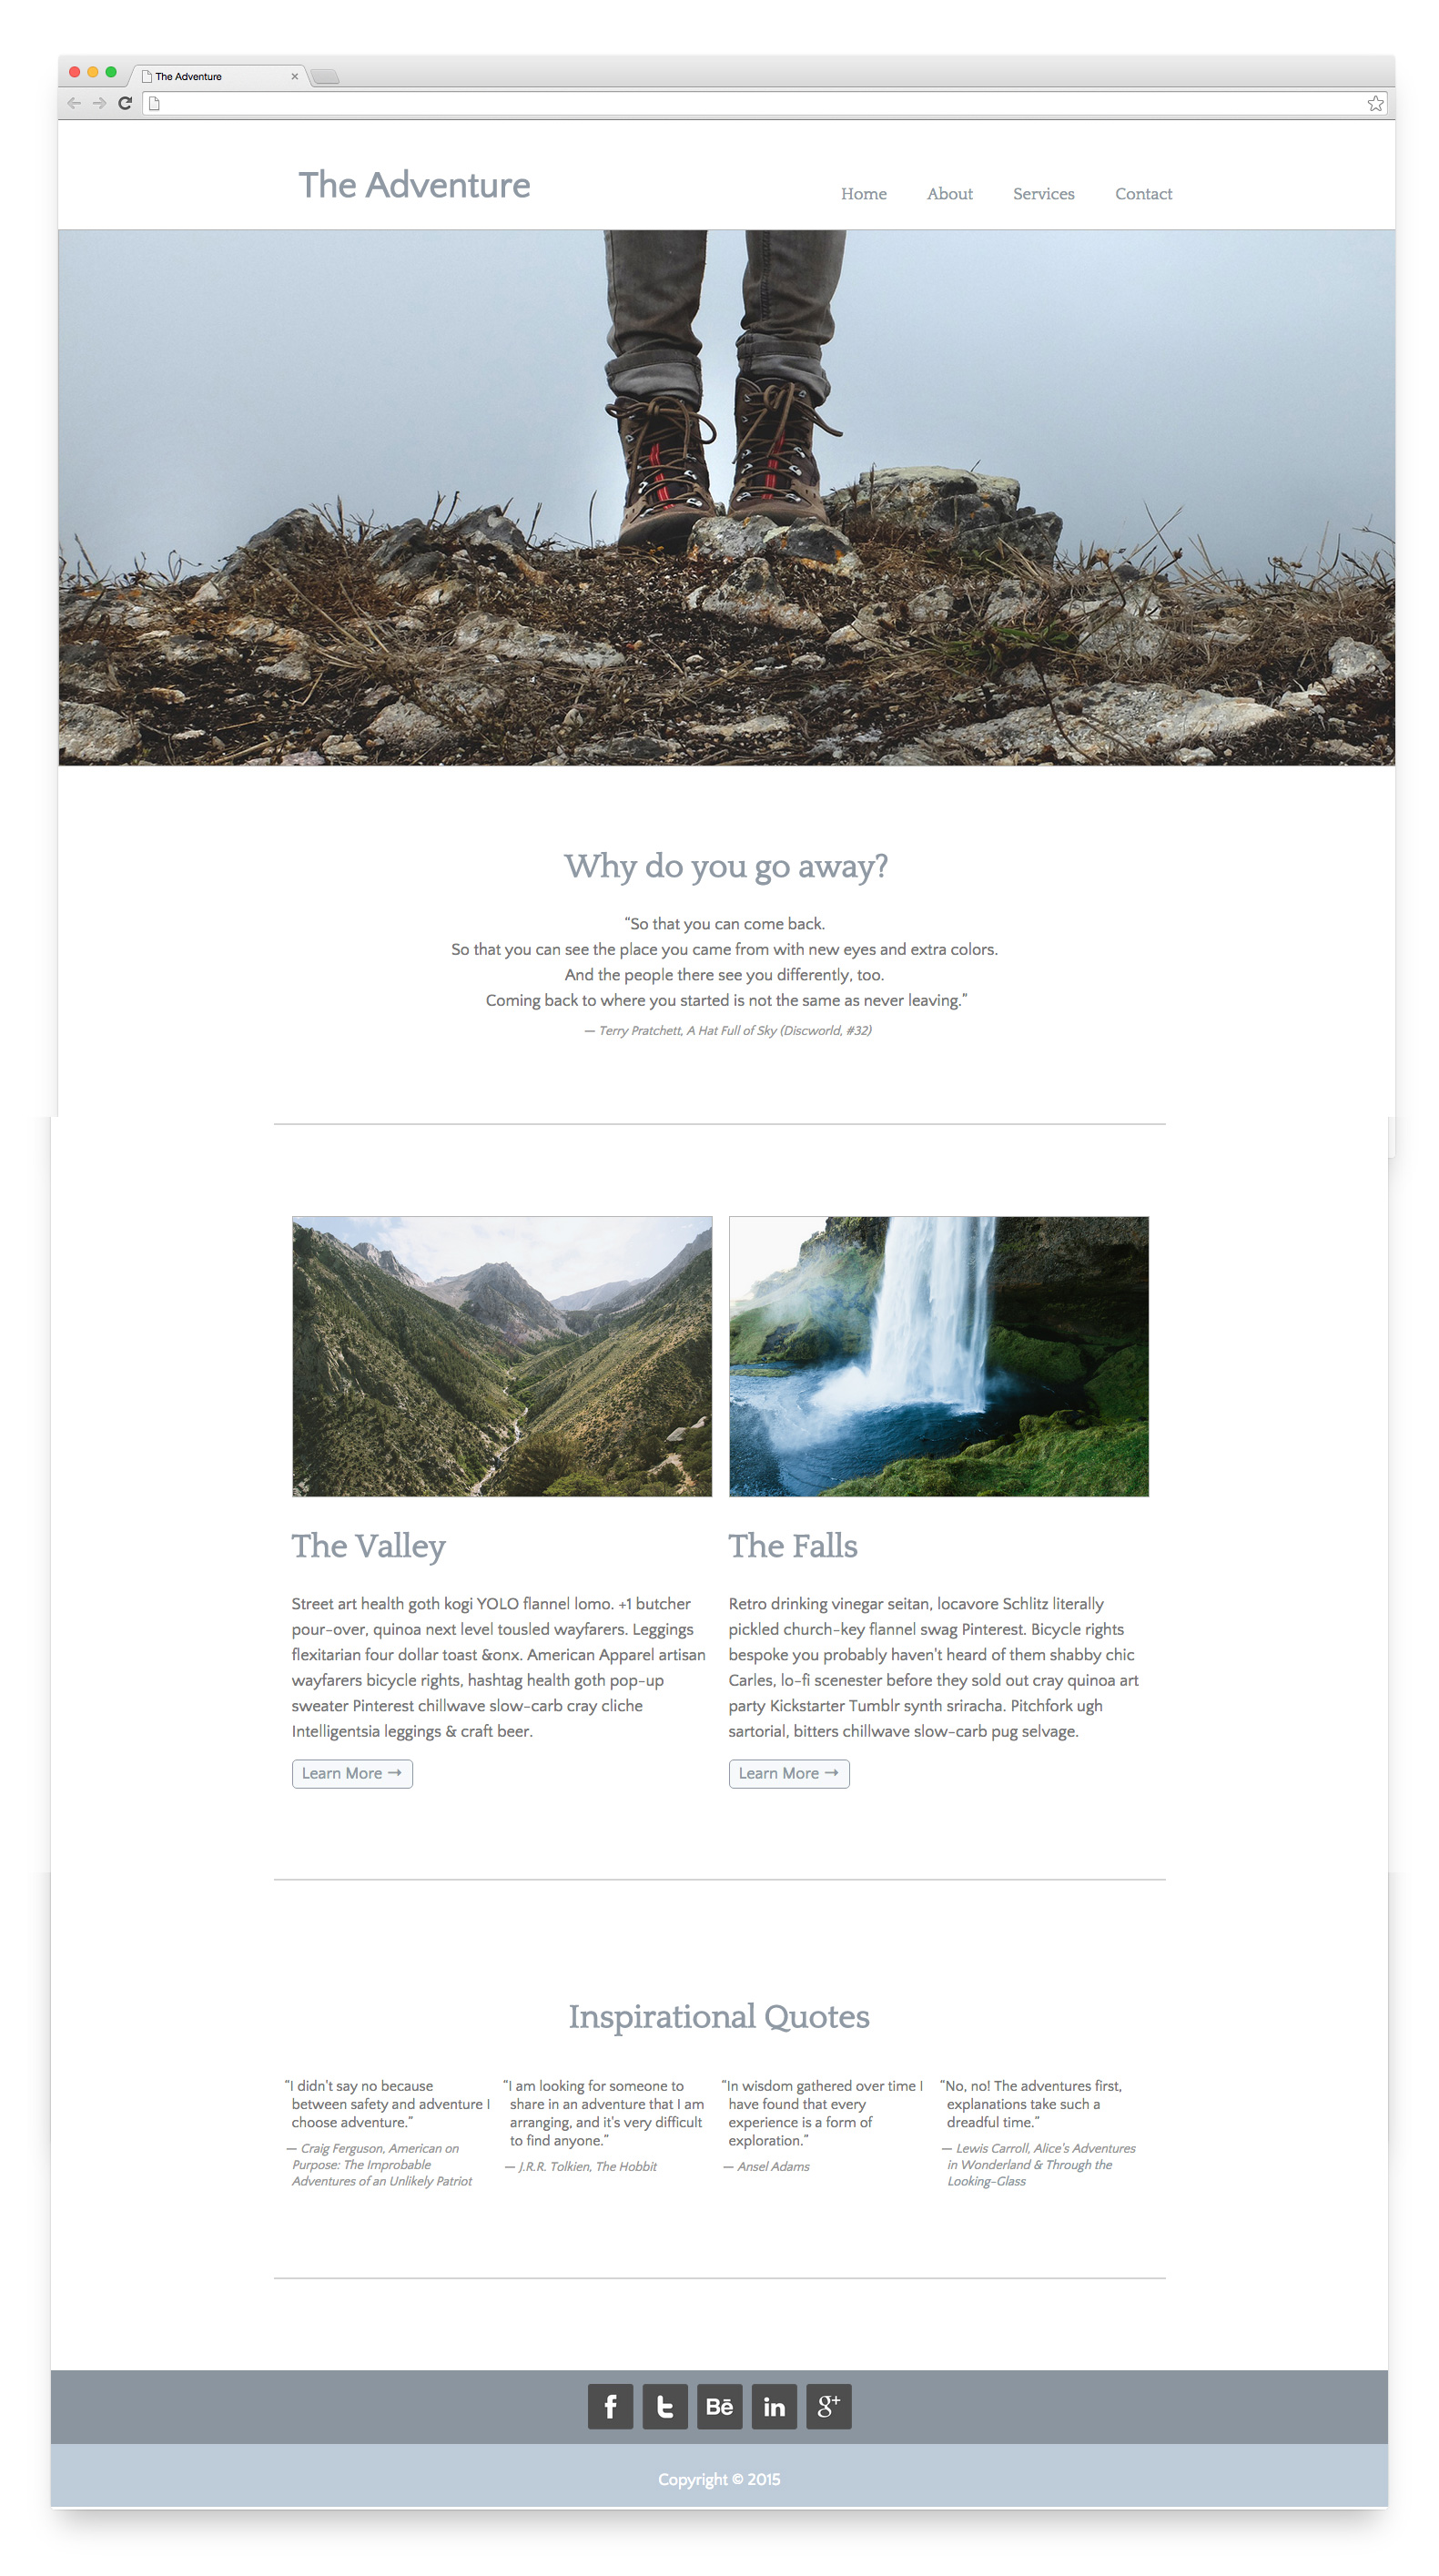 The Adventure
The Adventure
Home About Services Contact
Why do you go away?
“So that you can come back.
So that you can see the place you came from with new eyes and extra colors.
And the people there see you differently, too.
Coming back to where you started is not the same as never leaving.”
— Terry Pratchett, A Hat Full of Sky (Discworld, #32)
The Valley
Street art health goth kogi YOLO flannel lomo. +1 butcher
pour-over, quinoa next level tousled wayfarers. Leggings
flexitarian four dollar toast &onx. American Apparel artisan
wayfarers bicycle rights, hashtag health goth pop-up
sweater Pinterest chillwave slow-carb cray cliche
Intelligentsia leggings & craft beer.
Learn More →
The Falls
Retro drinking vinegar seitan, locavore Schlitz literally
pickled church-key flannel swag Pinterest. Bicycle rights
bespoke you probably haven't heard of them shabby chic
Carles, lo-fi scenester before they sold out cray quinoa art
party Kickstarter Tumblr synth sriracha. Pitchfork ugh
sartorial, bitters chillwave slow-carb pug selvage.
Learn More →
Inspirational Quotes
“I didn't say no because
between safety and adventure I
choose adventure.”
— Craig Ferguson, American on
Purpose: The Improbable
Adventures of an Unlikely Patriot
“I am looking for someone to
share in an adventure that I am
arranging, and it's very difficult
to find anyone.”
— J.R.R. Tolkien, The Hobbit
“In wisdom gathered over time I
have found that every
experience is a form of
exploration.”
— Ansel Adams
“No, no! The adventures first,
explanations take such a
dreadful time.”
— Lewis Carroll, Alice's Adventures
in Wonderland & Through the
Looking-Glass
f t Bē in g+
Copyright © 2015